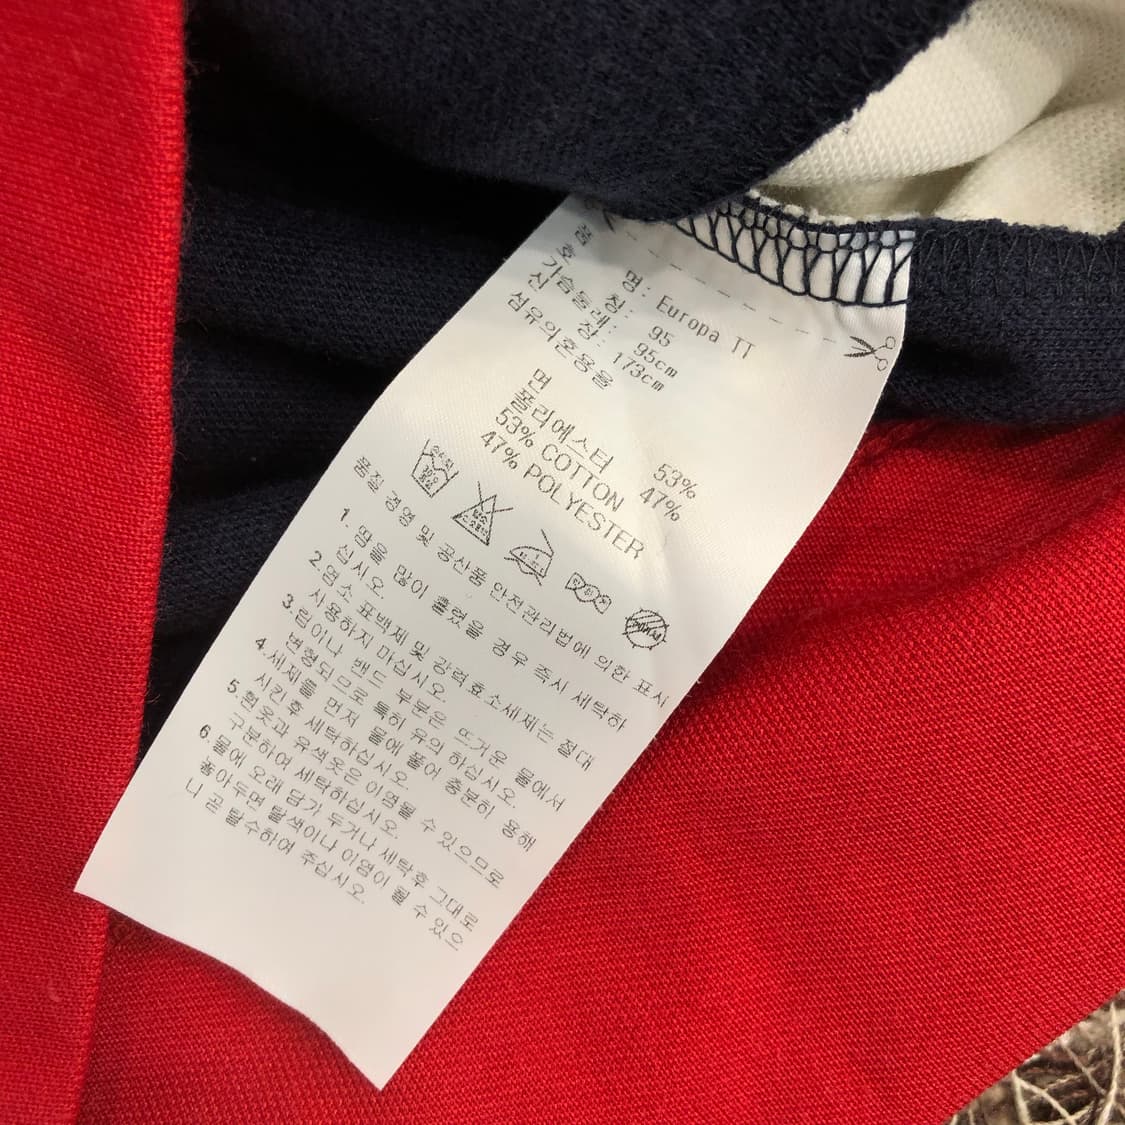 품 명: Europa TT
호 칭: 95
가슴둘레: 95cm
신 장: 173cm
섬유의혼용율
면 53%
폴리에스터 47%
53% COTTON
47% POLYESTER
품질 경영 및 공산품 안전관리법에 의한 표시
1. 땀을 많이 흘렸을 경우 즉시 세탁하
십시오.
2.염소 표백제 및 강력효소세제는 절대
사용하지 마십시오.
3.립이나 밴드 부분은 뜨거운 물에서
변형되므로 특히 유의 하십시오.
4.세제를 먼저 물에 풀어 충분히 용해
시킨후 세탁하십시오.
5.흰옷과 유색옷은 이염될 수 있으므로
구분하여 세탁하십시오.
6.물에 오래 담가 두거나 세탁후 그대로
놓아두면 탈색이나 이염이 될 수 있으
니 곧 탈수하여 주십시오.